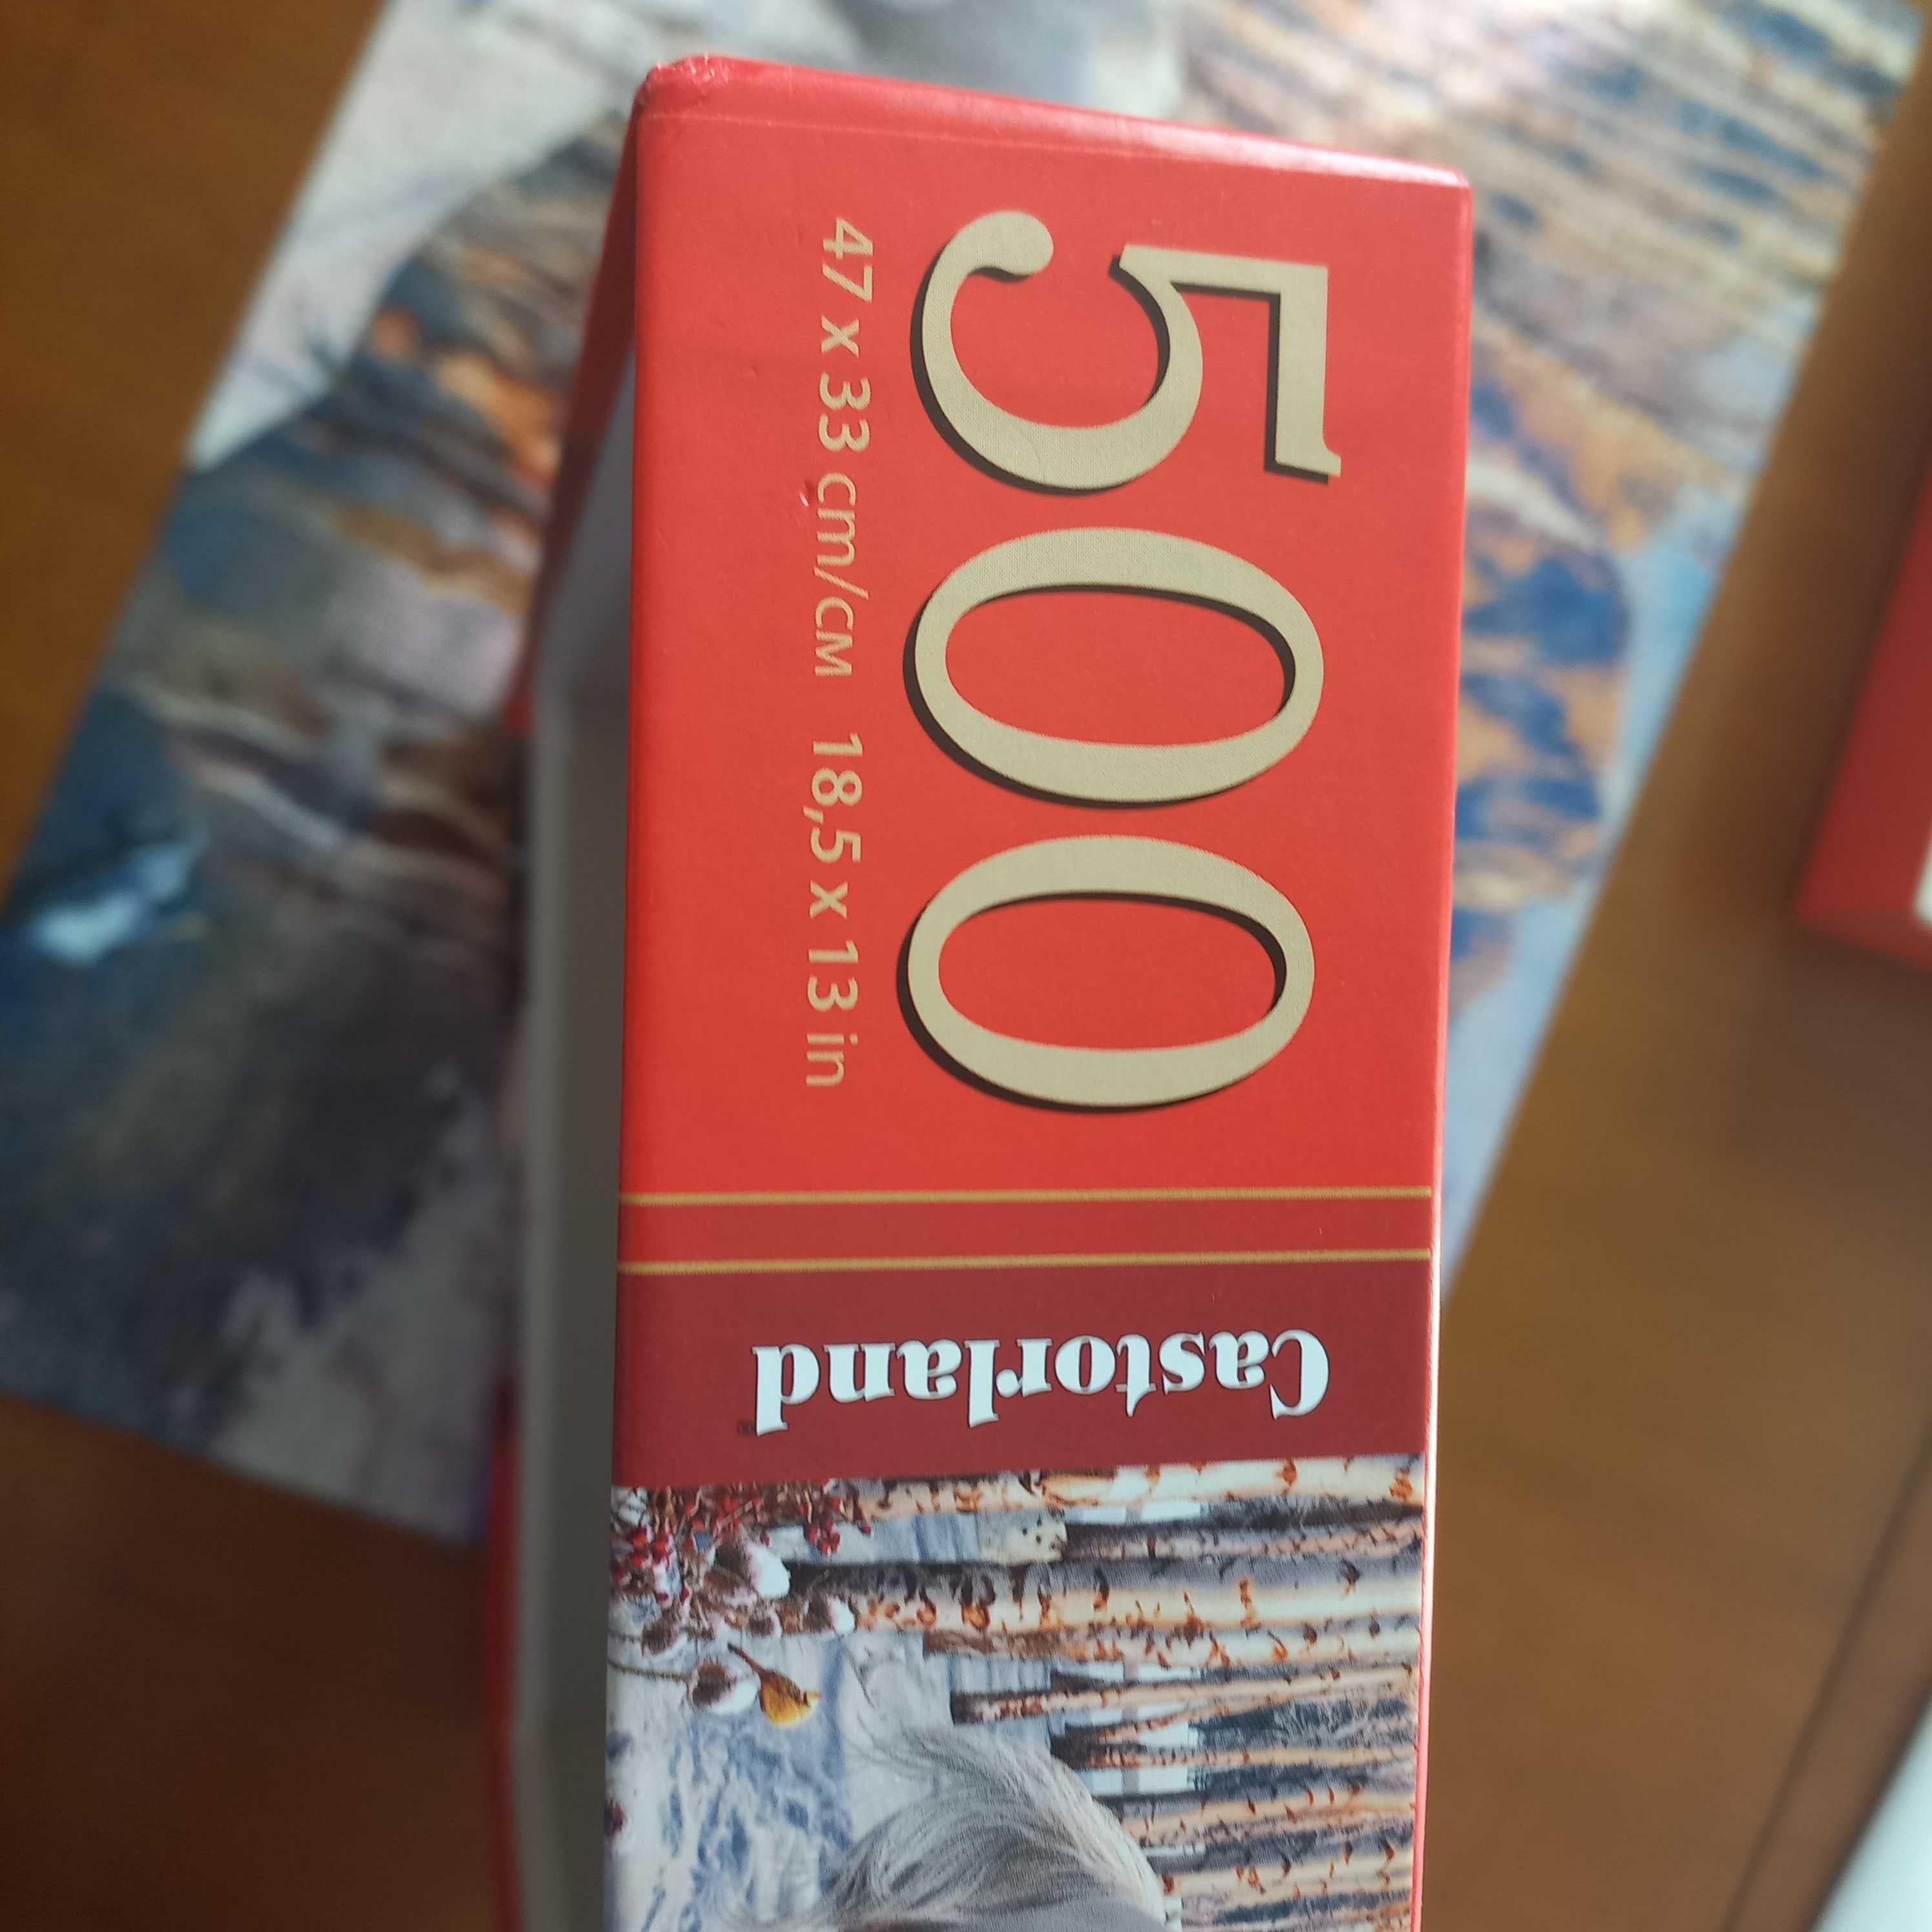 500
47 x 33 cm/см 18,5 x 13 in
Castorland